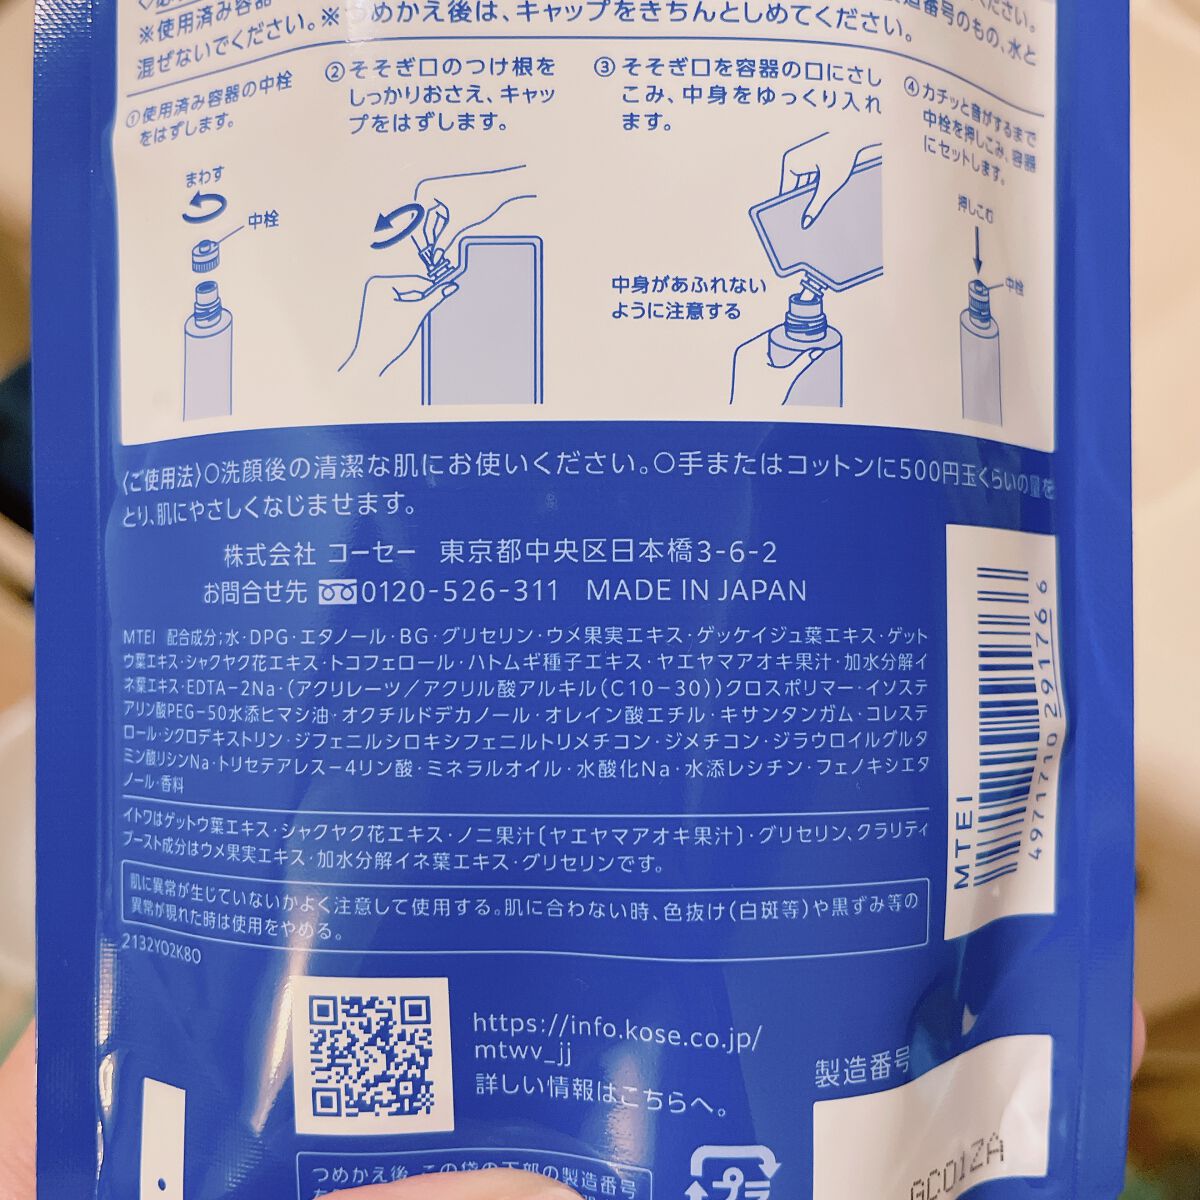 ※使用済み容器
製造番号のもの、水と
混ぜないでください。※つめかえ後は、キャップをきちんとしめてください。
①使用済み容器の中栓
をはずします。
まわす
中栓
②そそぎ口のつけ根を
しっかりおさえ、キャッ
プをはずします。
③そそぎ口を容器の口にさし
こみ、中身をゆっくり入れ
ます。
中身があふれない
ように注意する
④カチッと音がするまで
中栓を押しこみ、容器
にセットします。
押しこむ
中栓
〈ご使用法〉○洗顔後の清潔な肌にお使いください。○手またはコットンに500円玉くらいの量を
とり、肌にやさしくなじませます。
株式会社 コーセー 東京都中央区日本橋3-6-2
お問合せ先 0120-526-311 MADE IN JAPAN
MTEI 配合成分;水・DPG・エタノール・BG・グリセリン・ウメ果実エキス・ゲッケイジュ葉エキス・ゲット
ウ葉エキス・シャクヤク花エキス・トコフェロール・ハトムギ種子エキス・ヤエヤマアオキ果汁・加水分解イ
ネ葉エキス・EDTA-2Na・(アクリレーツ/アクリル酸アルキル(C10-30))クロスポリマー・イソステ
アリン酸PEG-50水添ヒマシ油・オクチルドデカノール・オレイン酸エチル・キサンタンガム・コレステ
ロール・シクロデキストリン・ジフェニルシロキシフェニルトリメチコン・ジメチコン・ジラウロイルグルタ
ミン酸リシンNa・トリセテアレス-4リン酸・ミネラルオイル・水酸化Na・水添レシチン・フェノキシエタ
ノール・香料
イトワはゲットウ葉エキス・シャクヤク花エキス・ノニ果汁〔ヤエヤマアオキ果汁〕・グリセリン、クラリティ
ブースト成分はウメ果実エキス・加水分解イネ葉エキス・グリセリンです。
肌に異常が生じていないかよく注意して使用する。肌に合わない時、色抜け(白斑等)や黒ずみ等の
異常が現れた時は使用をやめる。
2132Y02K80
MTEI
4971710 291766
https://info.kose.co.jp/
mtwv_jj
詳しい情報はこちらへ。
製造番号
GC01ZA
つめかえ後、この袋の下部の製造番号
プラ